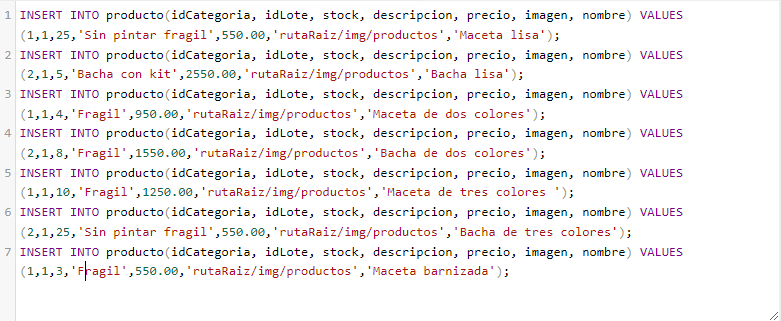 1 INSERT INTO producto(idCategoria, idLote, stock, descripcion, precio, imagen, nombre) VALUES
(1,1,25,'Sin pintar fragil',550.00,'rutaRaiz/img/productos','Maceta lisa');
2 INSERT INTO producto(idCategoria, idLote, stock, descripcion, precio, imagen, nombre) VALUES
(2,1,5,'Bacha con kit',2550.00,'rutaRaiz/img/productos','Bacha lisa');
3 INSERT INTO producto(idCategoria, idLote, stock, descripcion, precio, imagen, nombre) VALUES
(1,1,4,'Fragil',950.00,'rutaRaiz/img/productos','Maceta de dos colores');
4 INSERT INTO producto(idCategoria, idLote, stock, descripcion, precio, imagen, nombre) VALUES
(2,1,8,'Fragil',1550.00,'rutaRaiz/img/productos','Bacha de dos colores');
5 INSERT INTO producto(idCategoria, idLote, stock, descripcion, precio, imagen, nombre) VALUES
(1,1,10,'Fragil',1250.00,'rutaRaiz/img/productos','Maceta de tres colores ');
6 INSERT INTO producto(idCategoria, idLote, stock, descripcion, precio, imagen, nombre) VALUES
(2,1,25,'Sin pintar fragil',550.00,'rutaRaiz/img/productos','Bacha de tres colores');
7 INSERT INTO producto(idCategoria, idLote, stock, descripcion, precio, imagen, nombre) VALUES
(1,1,3,'Fragil',550.00,'rutaRaiz/img/productos','Maceta barnizada');